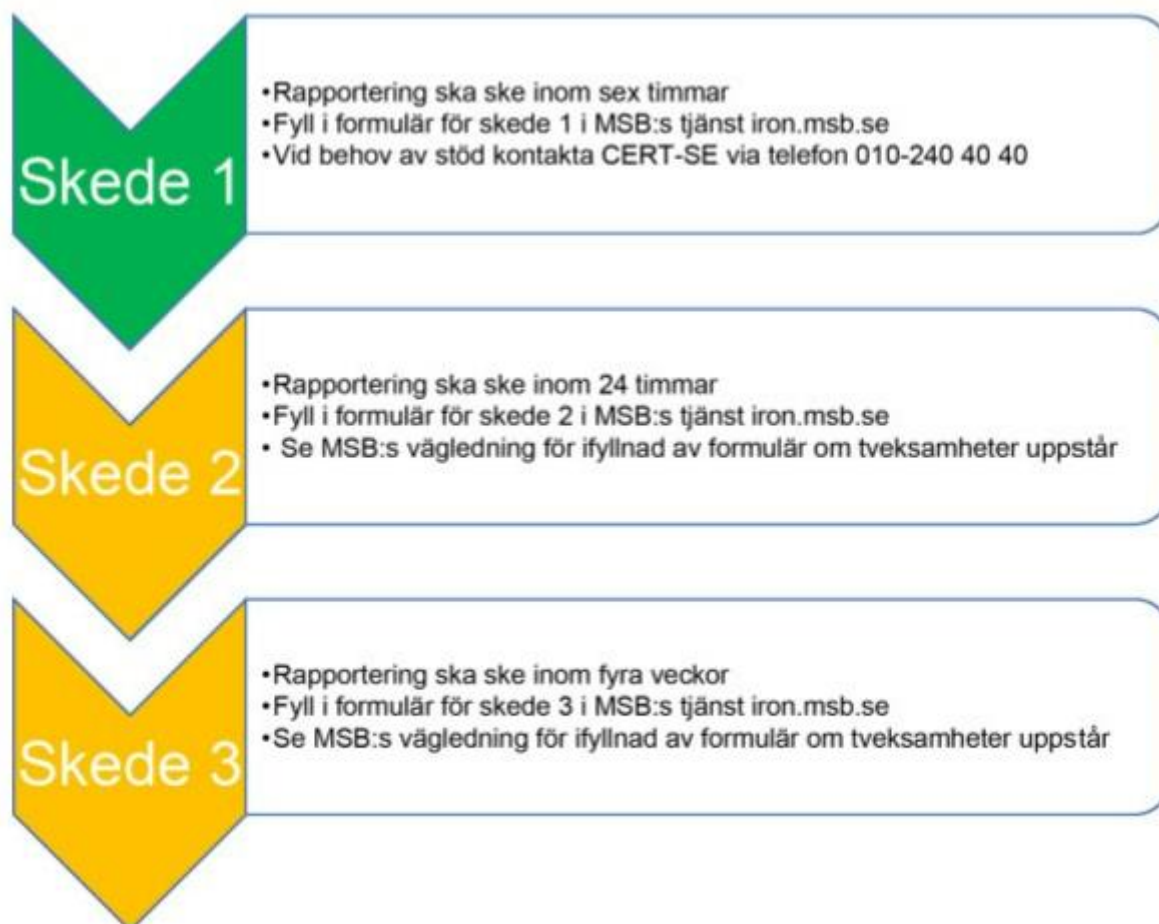 Skede 1
•Rapportering ska ske inom sex timmar
•Fyll i formulär för skede 1 i MSB:s tjänst iron.msb.se
•Vid behov av stöd kontakta CERT-SE via telefon 010-240 40 40
Skede 2
•Rapportering ska ske inom 24 timmar
•Fyll i formulär för skede 2 i MSB:s tjänst iron.msb.se
• Se MSB:s vägledning för ifyllnad av formulär om tveksamheter uppstår
Skede 3
•Rapportering ska ske inom fyra veckor
•Fyll i formulär för skede 3 i MSB:s tjänst iron.msb.se
•Se MSB:s vägledning för ifyllnad av formulär om tveksamheter uppstår